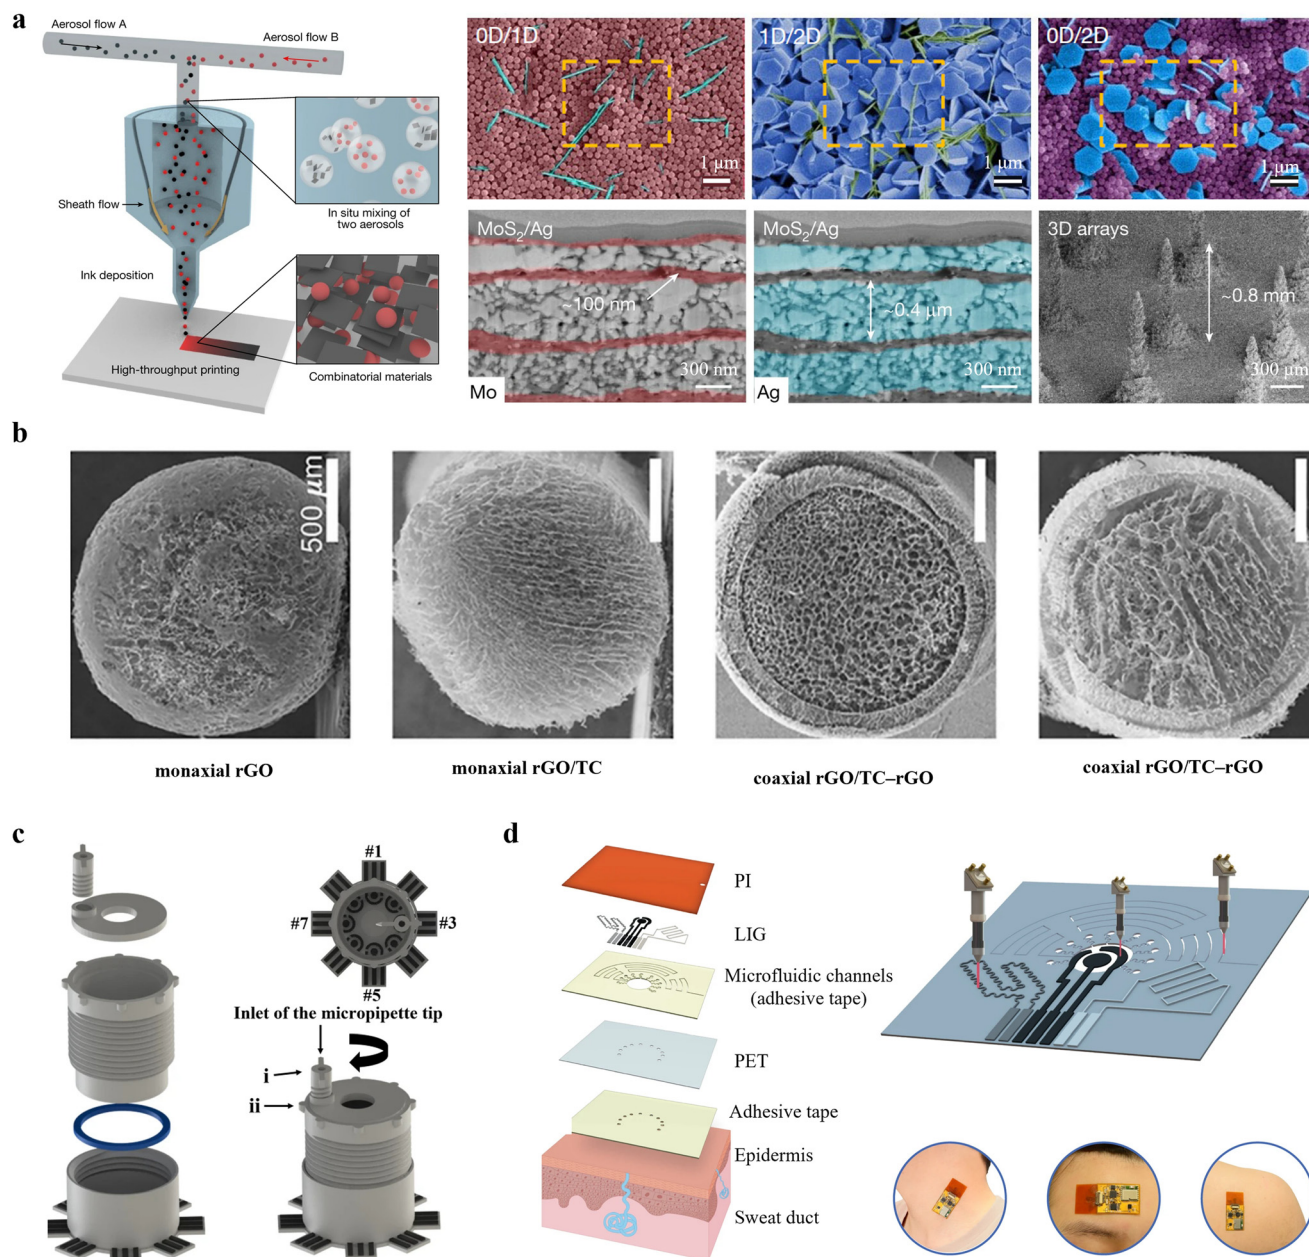 a
Aerosol flow A
Aerosol flow B
Sheath flow
In situ mixing of
two aerosols
Ink deposition
High-throughput printing
Combinatorial materials
0D/1D
1 μm
1D/2D
1 μm
0D/2D
1 μm
MoS₂/Ag
~100 nm
300 nm
Mo
MoS₂/Ag
~0.4 μm
300 nm
Ag
3D arrays
~0.8 mm
300 μm
b
500 μm
monaxial rGO
monaxial rGO/TC
coaxial rGO/TC–rGO
coaxial rGO/TC–rGO
c
#1
#7
#3
#5
Inlet of the micropipette tip
i
ii
d
PI
LIG
Microfluidic channels
(adhesive tape)
PET
Adhesive tape
Epidermis
Sweat duct